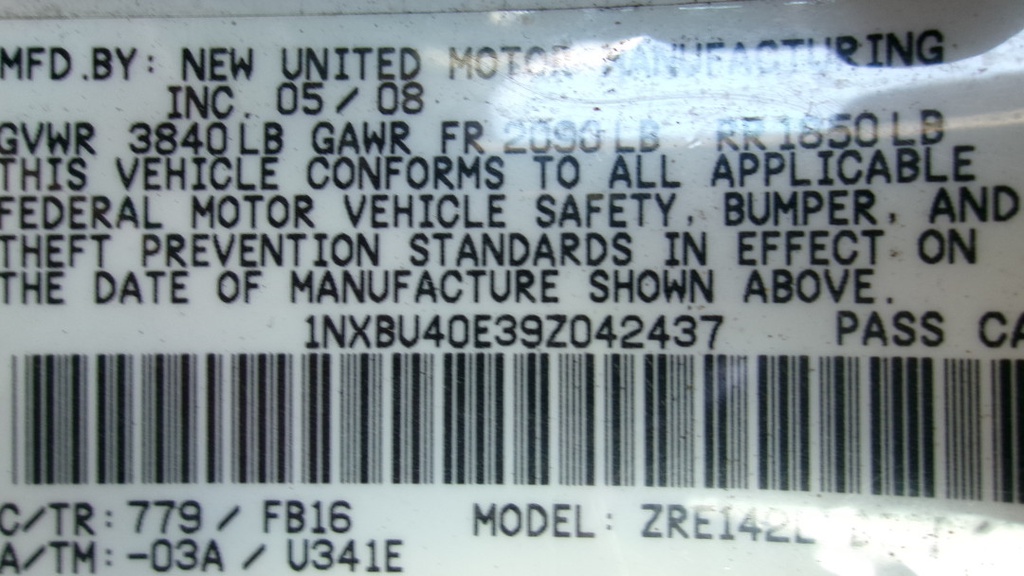 MFD.BY: NEW UNITED MOTOR MANUFACTURING
INC. 05/08
GVWR 3840LB GAWR FR 2090LB RR1850LB
THIS VEHICLE CONFORMS TO ALL APPLICABLE
FEDERAL MOTOR VEHICLE SAFETY, BUMPER, AND
THEFT PREVENTION STANDARDS IN EFFECT ON
THE DATE OF MANUFACTURE SHOWN ABOVE.
1NXBU40E39Z042437 PASS CA
C/TR: 779 / FB16 MODEL: ZRE142L
A/TM: -03A / U341E